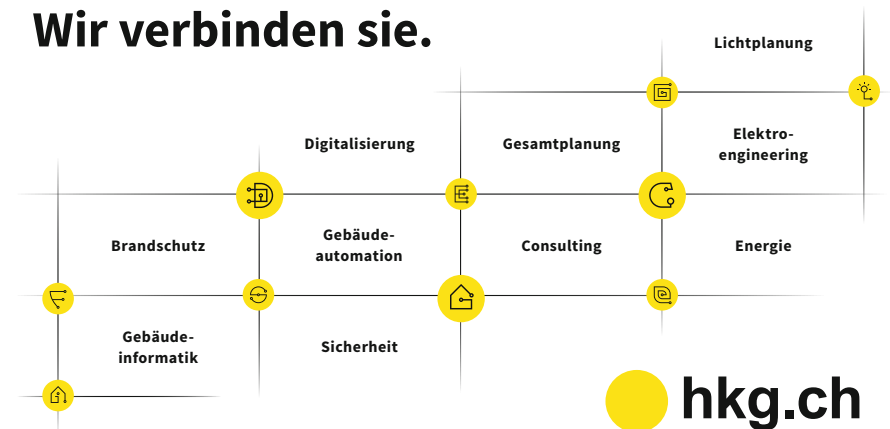 Wir verbinden sie.
Lichtplanung
Digitalisierung
Gesamtplanung
Elektro-
engineering
Brandschutz
Gebäude-
automation
Consulting
Energie
Gebäude-
informatik
Sicherheit
hkg.ch